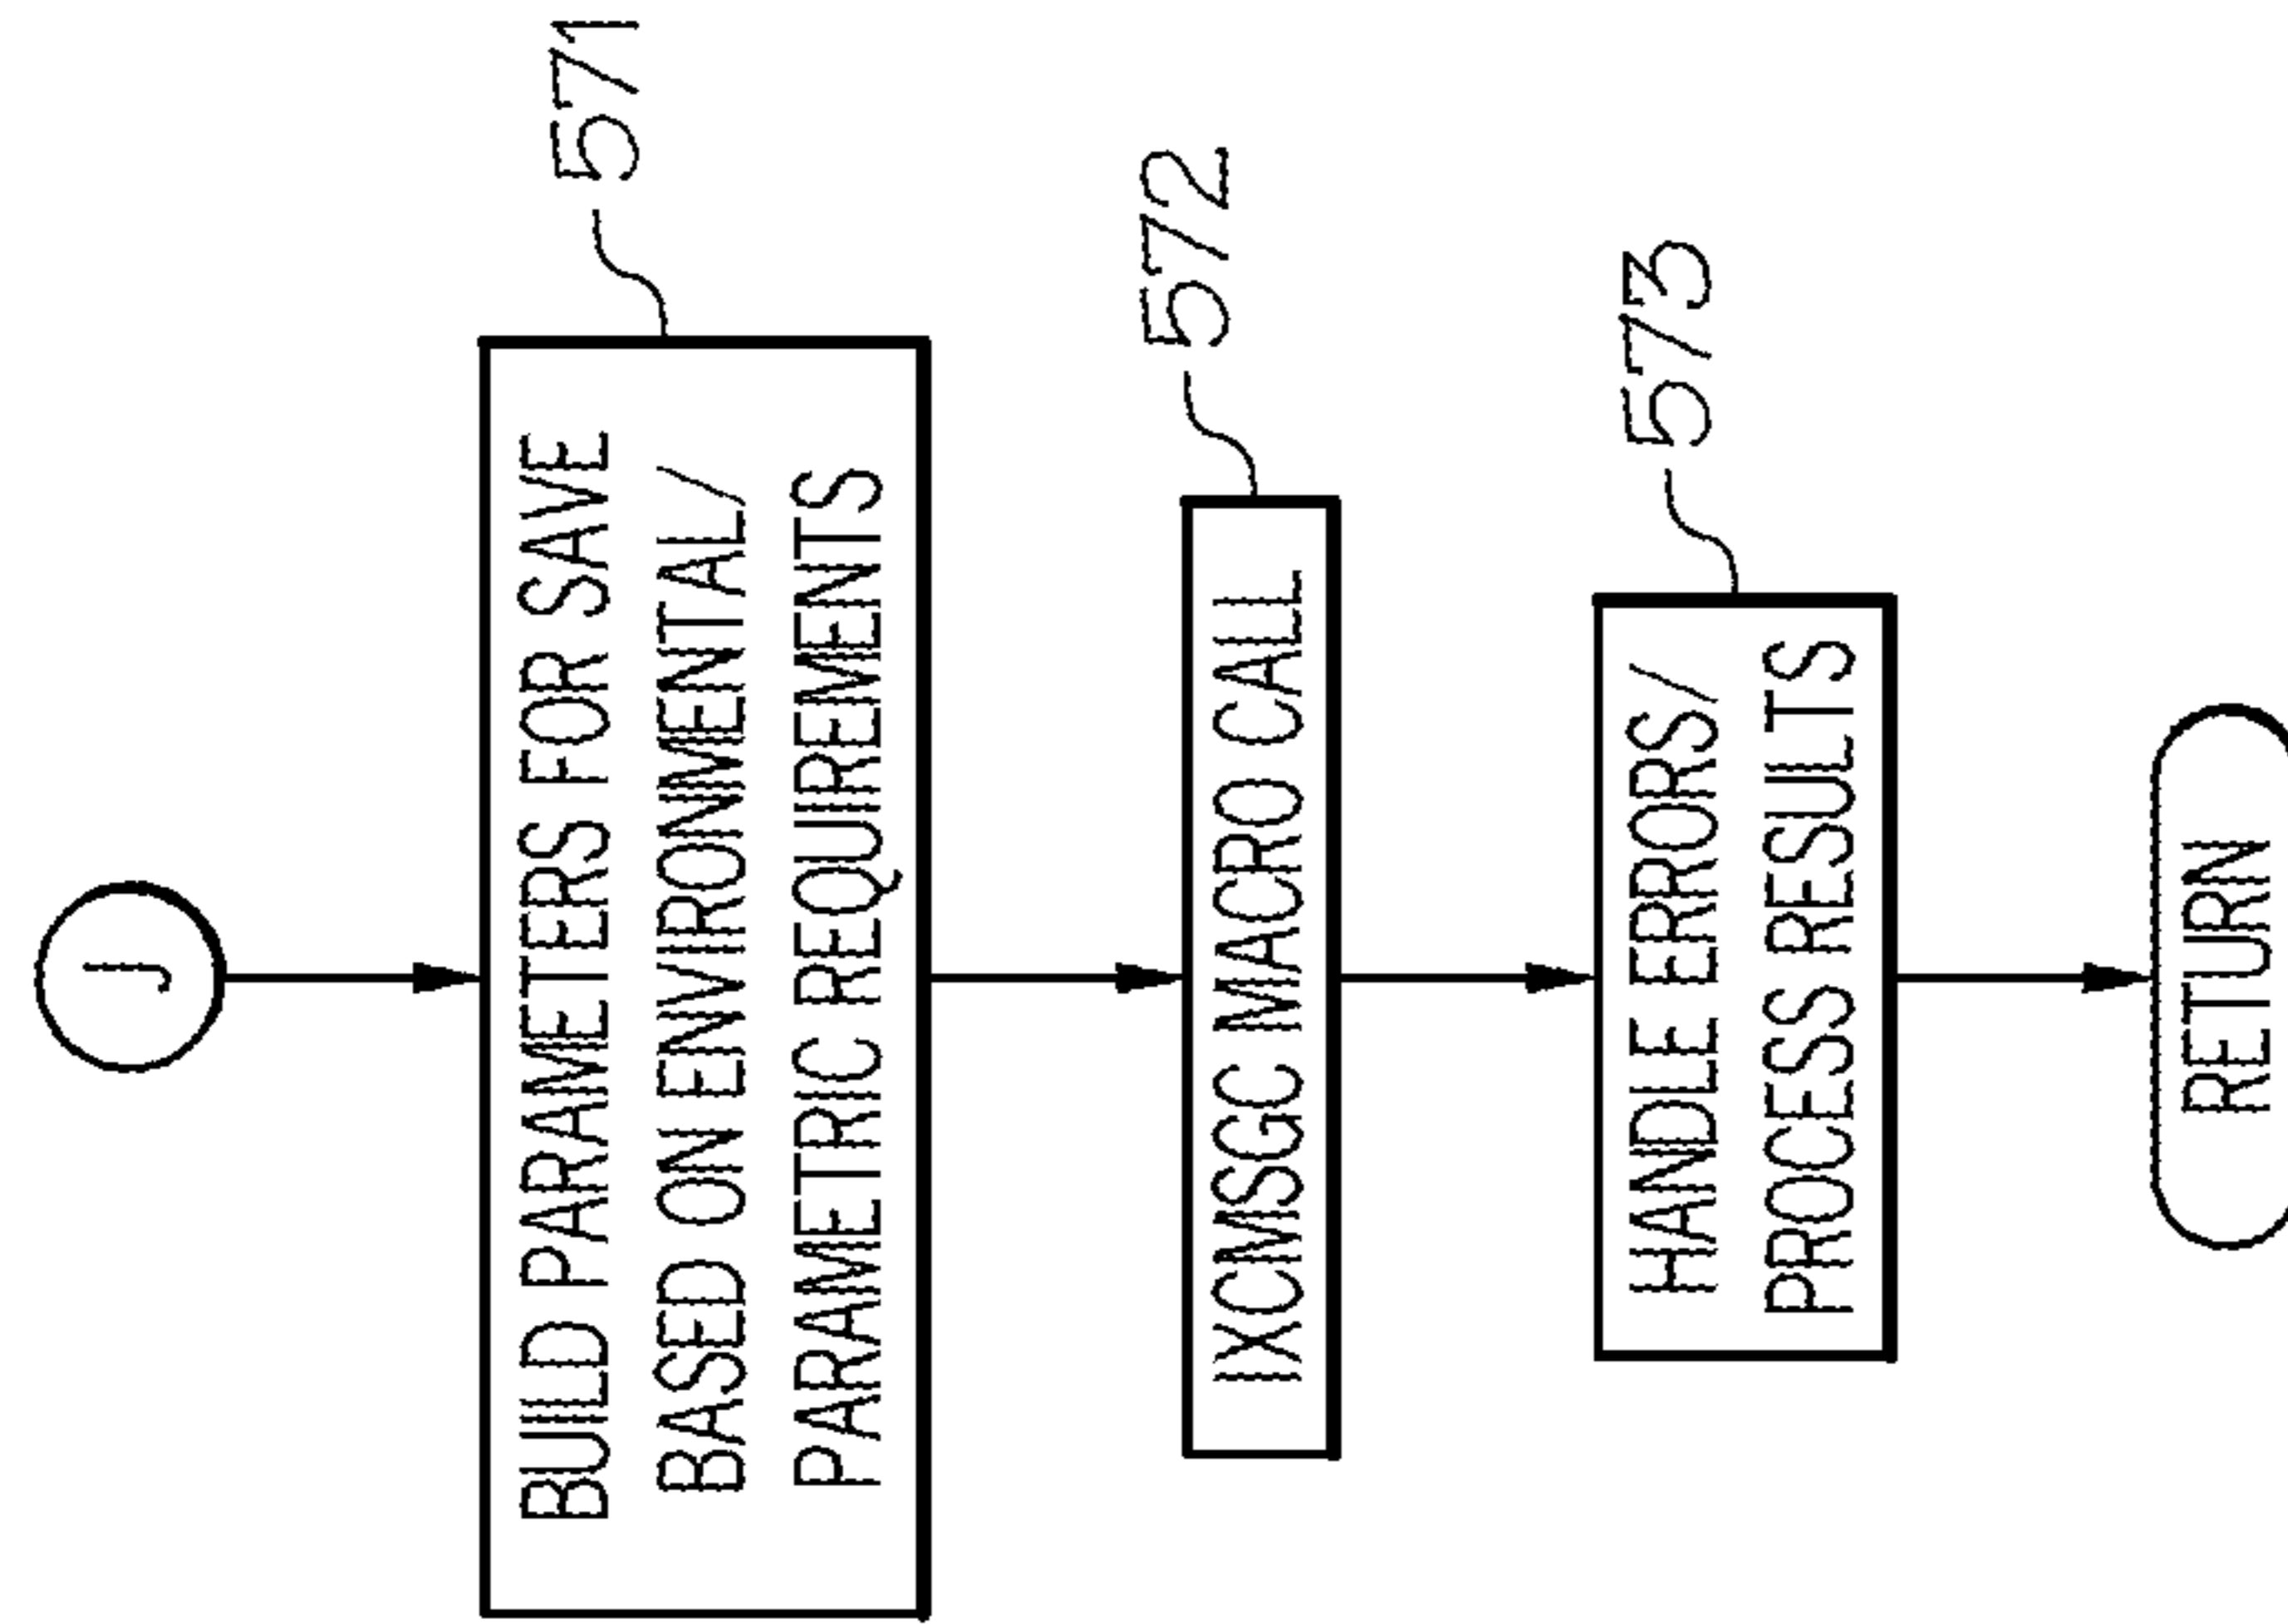 J
571
BUILD PARAMETERS FOR SAVE
BASED ON ENVIRONMENTAL/
PARAMETRIC REQUIREMENTS
572
IXCMSGC MACRO CALL
573
HANDLE ERRORS/
PROCESS RESULTS
RETURN